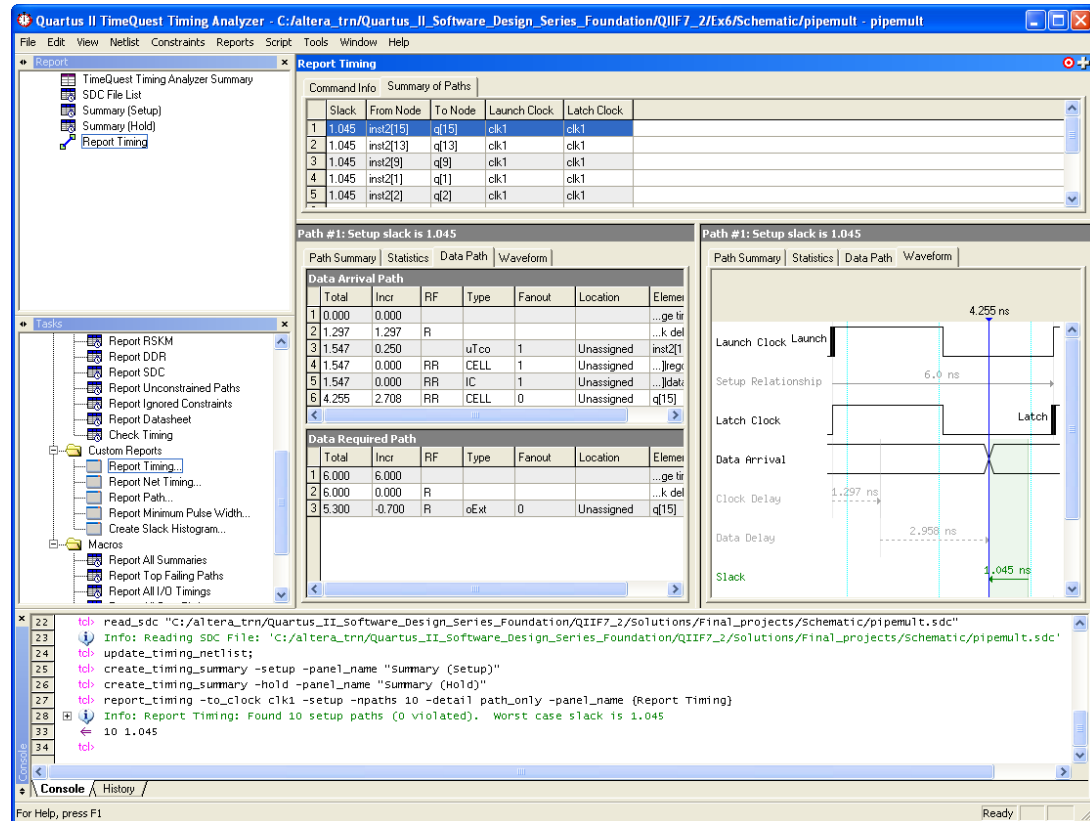 Quartus II TimeQuest Timing Analyzer - C:/altera_trn/Quartus_II_Software_Design_Series_Foundation/QIIF7_2/Ex6/Schematic/pipemult - pipemult
File Edit View Netlist Constraints Reports Script Tools Window Help
Report
TimeQuest Timing Analyzer Summary
SDC File List
Summary (Setup)
Summary (Hold)
Report Timing
Tasks
Report RSKM
Report DDR
Report SDC
Report Unconstrained Paths
Report Ignored Constraints
Report Datasheet
Check Timing
Custom Reports
Report Timing...
Report Net Timing...
Report Path...
Report Minimum Pulse Width...
Create Slack Histogram...
Macros
Report All Summaries
Report Top Failing Paths
Report All I/O Timings
Report Timing
Command Info Summary of Paths
Slack From Node To Node Launch Clock Latch Clock
1 1.045 inst2[15] q[15] clk1 clk1
2 1.045 inst2[13] q[13] clk1 clk1
3 1.045 inst2[9] q[9] clk1 clk1
4 1.045 inst2[1] q[1] clk1 clk1
5 1.045 inst2[2] q[2] clk1 clk1
Path #1: Setup slack is 1.045
Path Summary Statistics Data Path Waveform
Data Arrival Path
Total Incr RF Type Fanout Location Elemen
1 0.000 0.000 ...ge tir
2 1.297 1.297 R ...k del
3 1.547 0.250 uTco 1 Unassigned inst2[1
4 1.547 0.000 RR CELL 1 Unassigned ...]|rego
5 1.547 0.000 RR IC 1 Unassigned ...]|data
6 4.255 2.708 RR CELL 0 Unassigned q[15]
Data Required Path
Total Incr RF Type Fanout Location Elemen
1 6.000 6.000 ...ge tir
2 6.000 0.000 R ...k del
3 5.300 -0.700 R oExt 0 Unassigned q[15]
Path #1: Setup slack is 1.045
Path Summary Statistics Data Path Waveform
4.255 ns
Launch Clock Launch
Setup Relationship 6.0 ns
Latch Clock Latch
Data Arrival
Clock Delay 1.297 ns
Data Delay 2.958 ns
Slack 1.045 ns
22 tcl> read_sdc "C:/altera_trn/Quartus_II_Software_Design_Series_Foundation/QIIF7_2/Solutions/Final_projects/Schematic/pipemult.sdc"
23 Info: Reading SDC File: 'C:/altera_trn/Quartus_II_Software_Design_Series_Foundation/QIIF7_2/Solutions/Final_projects/Schematic/pipemult.sdc'
24 tcl> update_timing_netlist;
25 tcl> create_timing_summary -setup -panel_name "Summary (Setup)"
26 tcl> create_timing_summary -hold -panel_name "Summary (Hold)"
27 tcl> report_timing -to_clock clk1 -setup -npaths 10 -detail path_only -panel_name {Report Timing}
28 Info: Report Timing: Found 10 setup paths (0 violated). Worst case slack is 1.045
33 10 1.045
34 tcl>
Console
Console History
For Help, press F1
Ready